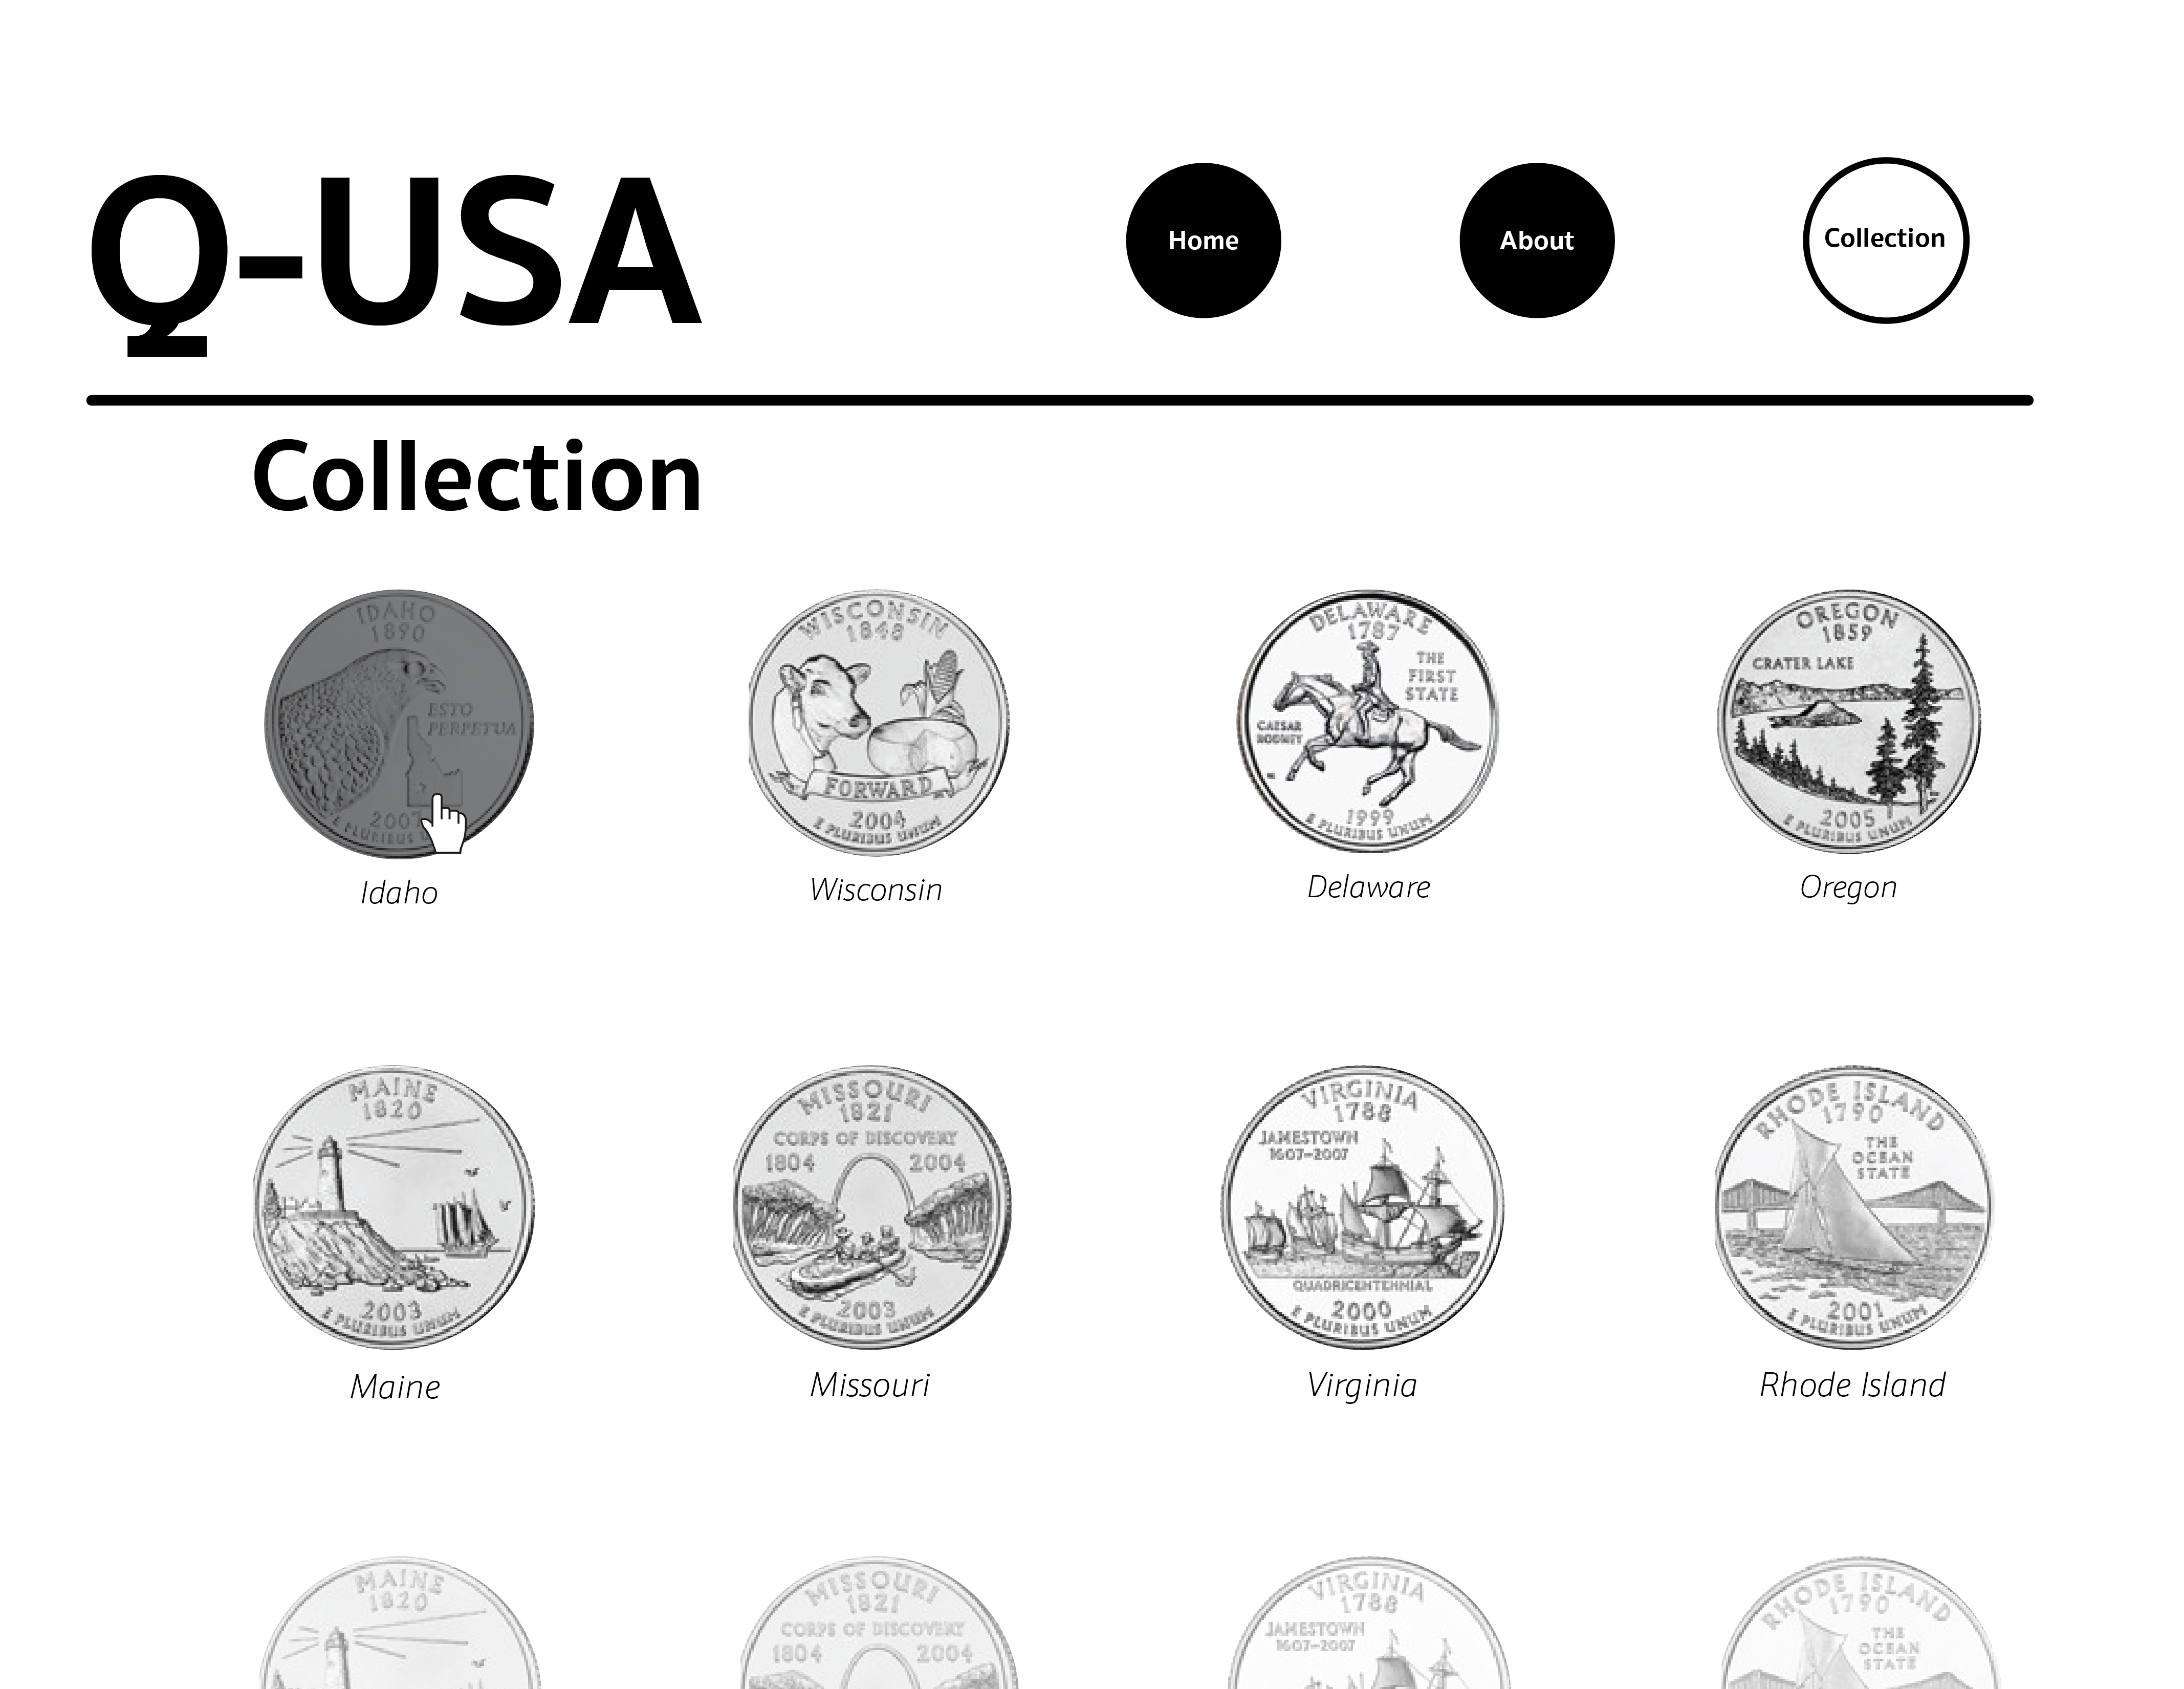 Q-USA
Home
About
Collection
Collection
IDAHO
1890
ESTO
PERPETUA
2007
E PLURIBUS
Idaho
WISCONSIN
1848
FORWARD
2004
E PLURIBUS UNUM
Wisconsin
DELAWARE
1787
THE
FIRST
STATE
CAESAR
RODNEY
1999
E PLURIBUS UNUM
Delaware
OREGON
1859
CRATER LAKE
2005
E PLURIBUS UNUM
Oregon
MAINE
1820
2003
E PLURIBUS UNUM
Maine
MISSOURI
1821
CORPS OF DISCOVERY
1804 2004
2003
E PLURIBUS UNUM
Missouri
VIRGINIA
1788
JAMESTOWN
1607-2007
QUADRICENTENNIAL
2000
E PLURIBUS UNUM
Virginia
RHODE ISLAND
1790
THE
OCEAN
STATE
2001
E PLURIBUS UNUM
Rhode Island
MAINE
1820
MISSOURI
1821
CORPS OF DISCOVERY
1804 2004
VIRGINIA
1788
JAMESTOWN
1607-2007
RHODE ISLAND
1790
THE
OCEAN
STATE